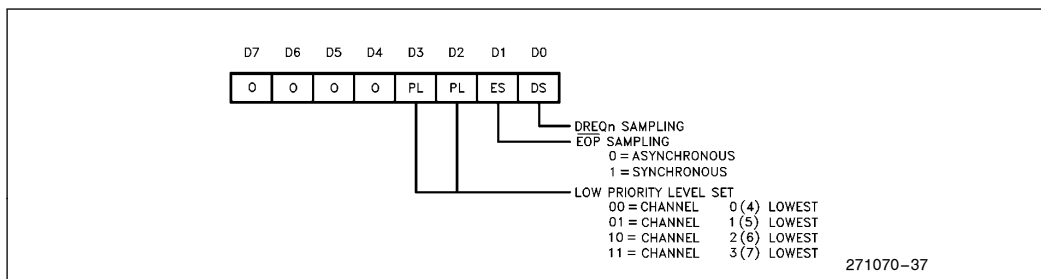 D7 D6 D5 D4 D3 D2 D1 D0
0 0 0 0 PL PL ES DS
DREQn SAMPLING
EOP SAMPLING
0 = ASYNCHRONOUS
1 = SYNCHRONOUS
LOW PRIORITY LEVEL SET
00 = CHANNEL 0(4) LOWEST
01 = CHANNEL 1(5) LOWEST
10 = CHANNEL 2(6) LOWEST
11 = CHANNEL 3(7) LOWEST
271070–37